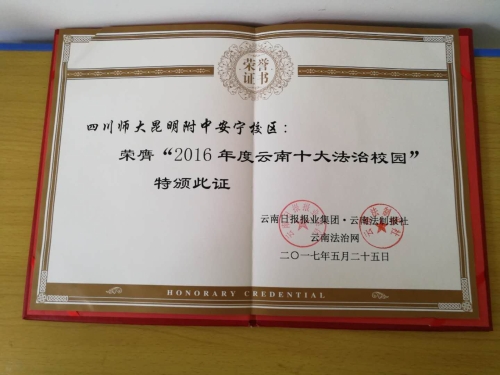 荣誉
证书
四川师大昆明附中安宁校区：
荣膺“2016年度云南十大法治校园”
特颁此证
云南日报报业集团·云南法制报社
云南法治网
二〇一七年五月二十五日
HONORARY CREDENTIAL